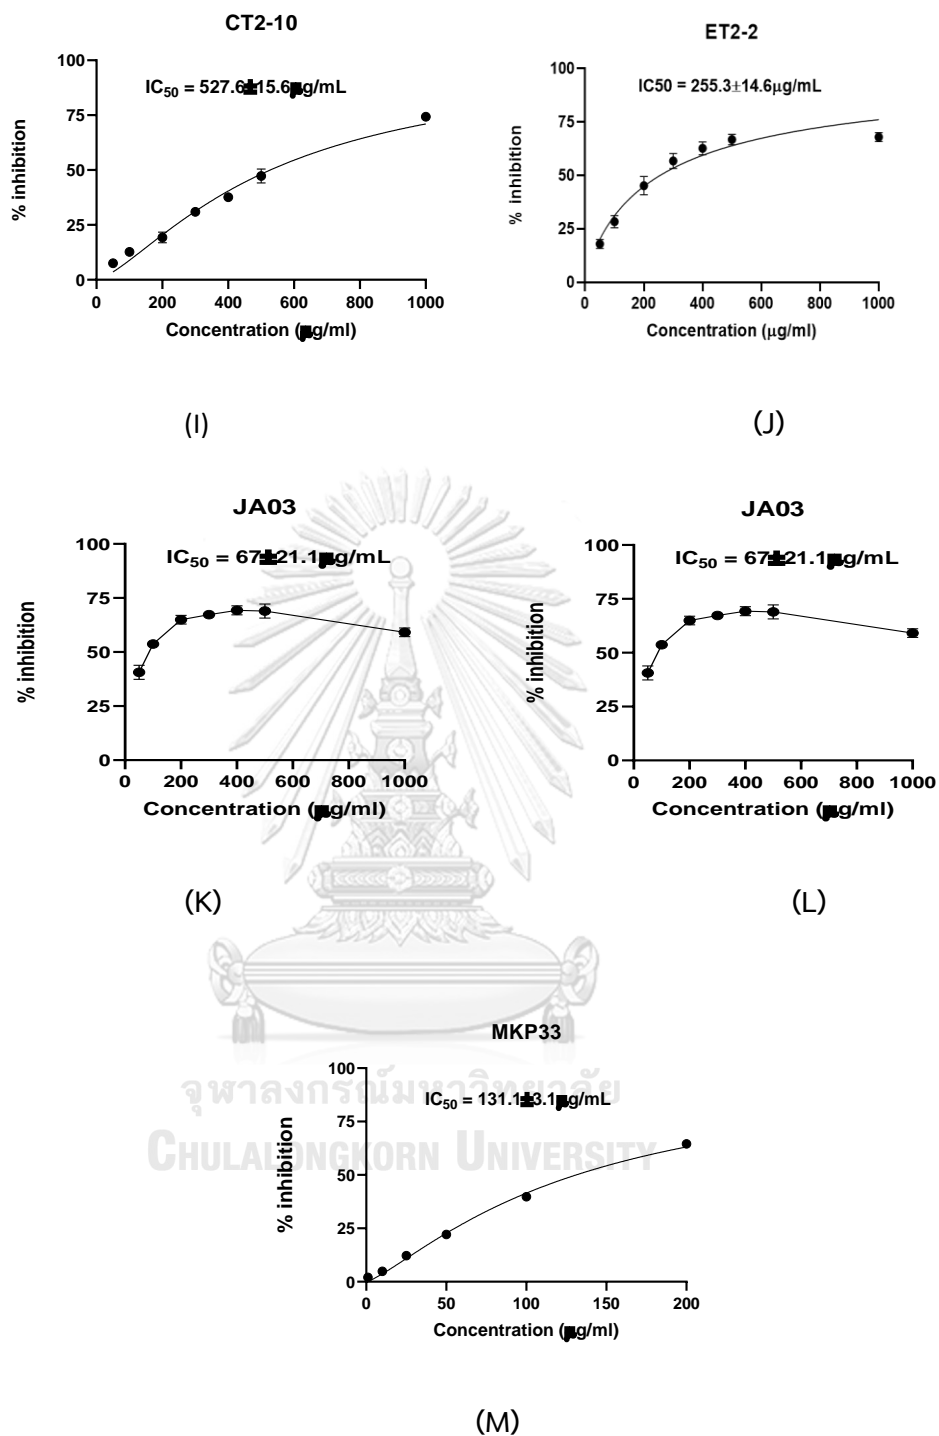 CT2-10
IC50 = 527.6±15.6μg/mL
% inhibition
100
75
50
25
0
0 200 400 600 800 1000
Concentration (μg/ml)
(I)
ET2-2
IC50 = 255.3±14.6μg/mL
% inhibition
100
75
50
25
0
0 200 400 600 800 1000
Concentration (μg/ml)
(J)
JA03
IC50 = 67±21.1μg/mL
% inhibition
100
75
50
25
0
0 200 400 600 800 1000
Concentration (μg/ml)
(K)
JA03
IC50 = 67±21.1μg/mL
% inhibition
100
75
50
25
0
0 200 400 600 800 1000
Concentration (μg/ml)
(L)
MKP33
IC50 = 131.1±3.1μg/mL
% inhibition
100
75
50
25
0
0 50 100 150 200
Concentration (μg/ml)
(M)
จุฬาลงกรณ์มหาวิทยาลัย
CHULALONGKORN UNIVERSITY